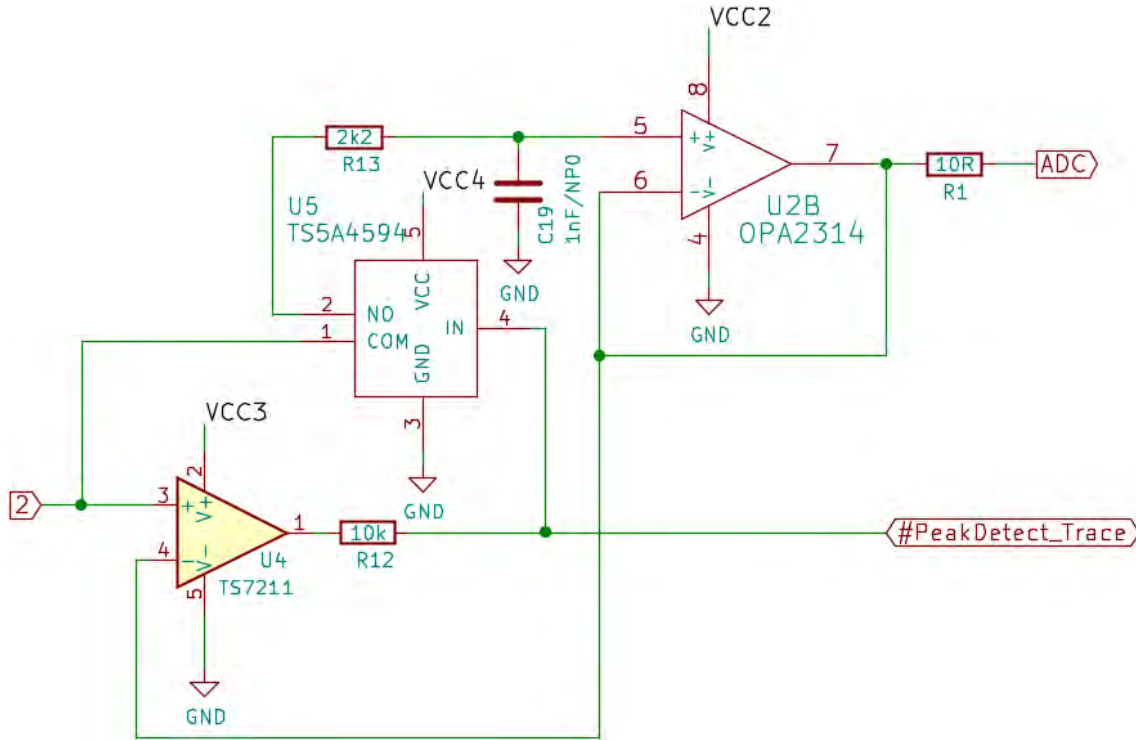 VCC2
8
2k2
R13
5
V+
+
7
10R
R1
ADC
VCC4
6
-
V-
U2B
OPA2314
4
C19
1nF/NP0
U5
TS5A4594
5
GND
GND
VCC
2
NO
IN
4
1
COM
GND
3
VCC3
2
GND
2
3
+
V+
1
10k
R12
#PeakDetect_Trace
4
-
V-
U4
TS7211
5
GND